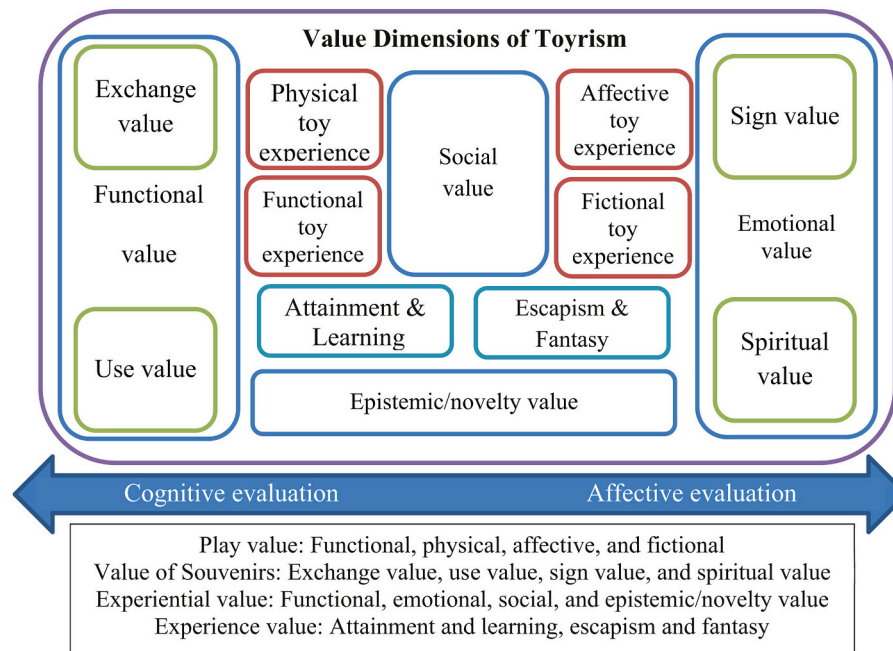 Value Dimensions of Toyrism
Exchange
value
Functional
value
Use value
Physical
toy
experience
Functional
toy
experience
Social
value
Affective
toy
experience
Fictional
toy
experience
Attainment &
Learning
Escapism &
Fantasy
Epistemic/novelty value
Sign value
Emotional
value
Spiritual
value
Cognitive evaluation
Affective evaluation
Play value: Functional, physical, affective, and fictional
Value of Souvenirs: Exchange value, use value, sign value, and spiritual value
Experiential value: Functional, emotional, social, and epistemic/novelty value
Experience value: Attainment and learning, escapism and fantasy